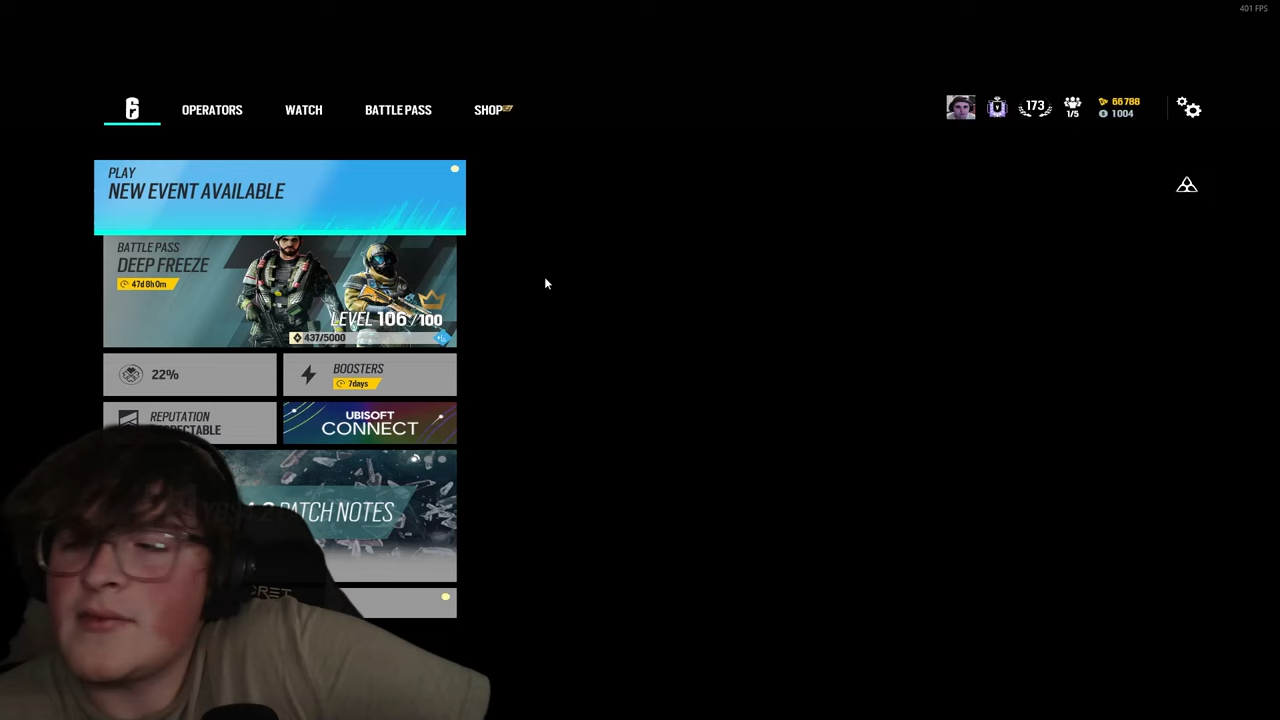 401 FPS
OPERATORS
WATCH
BATTLE PASS
SHOP
173
1/5
66788
1004
PLAY
NEW EVENT AVAILABLE
BATTLE PASS
DEEP FREEZE
47d 8h 0m
LEVEL 106 /100
437/5000
22%
BOOSTERS
7days
REPUTATION
UBISOFT
CONNECT
PATCH NOTES